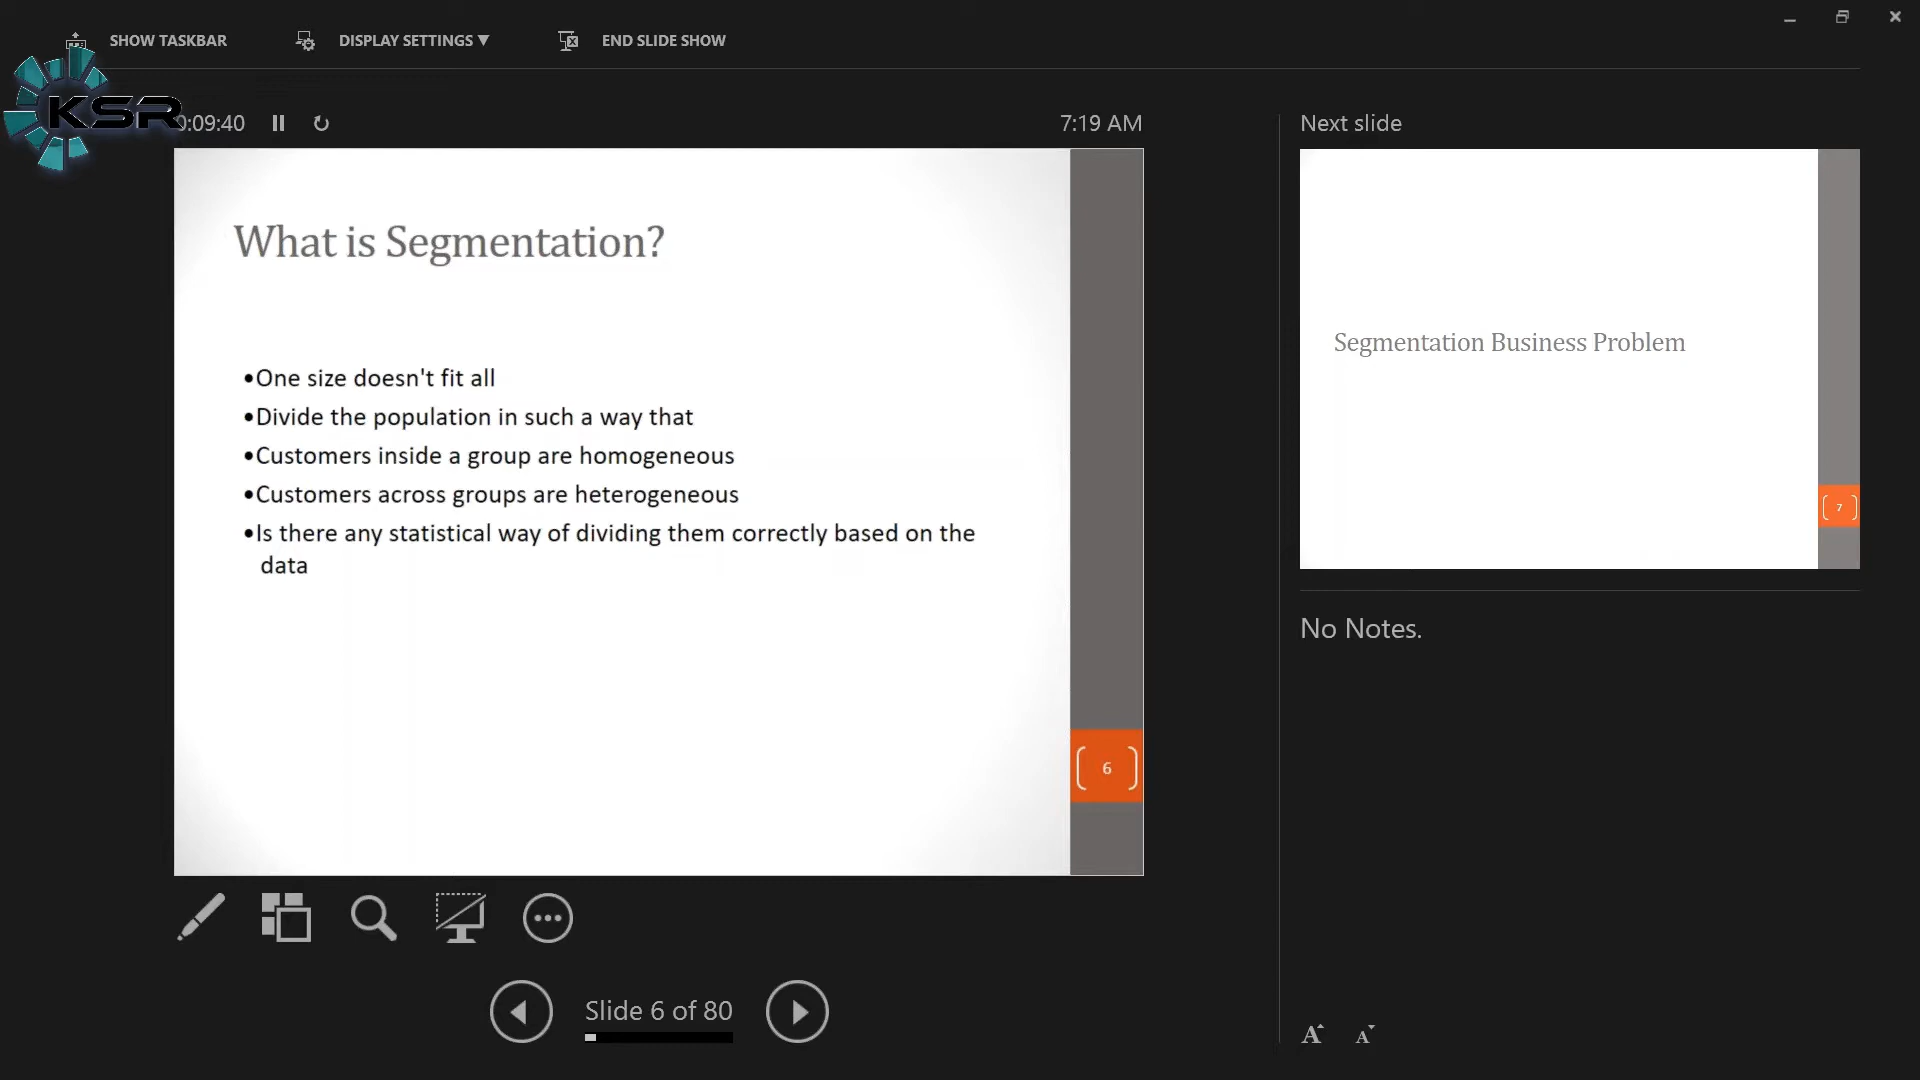 SHOW TASKBAR
DISPLAY SETTINGS ▼
END SLIDE SHOW
KSR
0:09:40
7:19 AM
Next slide
What is Segmentation?
•One size doesn't fit all
•Divide the population in such a way that
•Customers inside a group are homogeneous
•Customers across groups are heterogeneous
•Is there any statistical way of dividing them correctly based on the
data
6
Segmentation Business Problem
7
No Notes.
Slide 6 of 80
A A